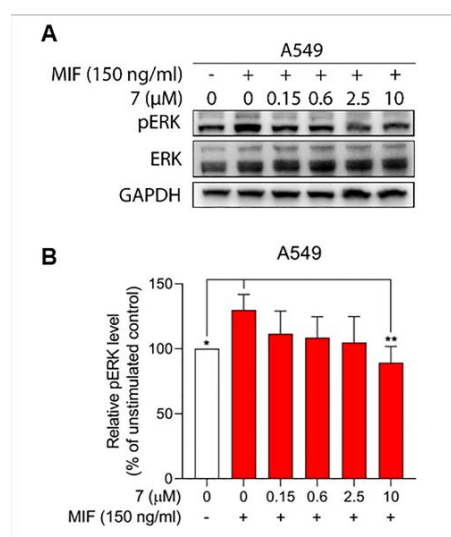 A
A549
MIF (150 ng/ml) - + + + + +
7 (μM) 0 0 0.15 0.6 2.5 10
pERK
ERK
GAPDH
B
A549
Relative pERK level
(% of unstimulated control)
150
100
50
0
* **
7 (μM) 0 0 0.15 0.6 2.5 10
MIF (150 ng/ml) - + + + + +